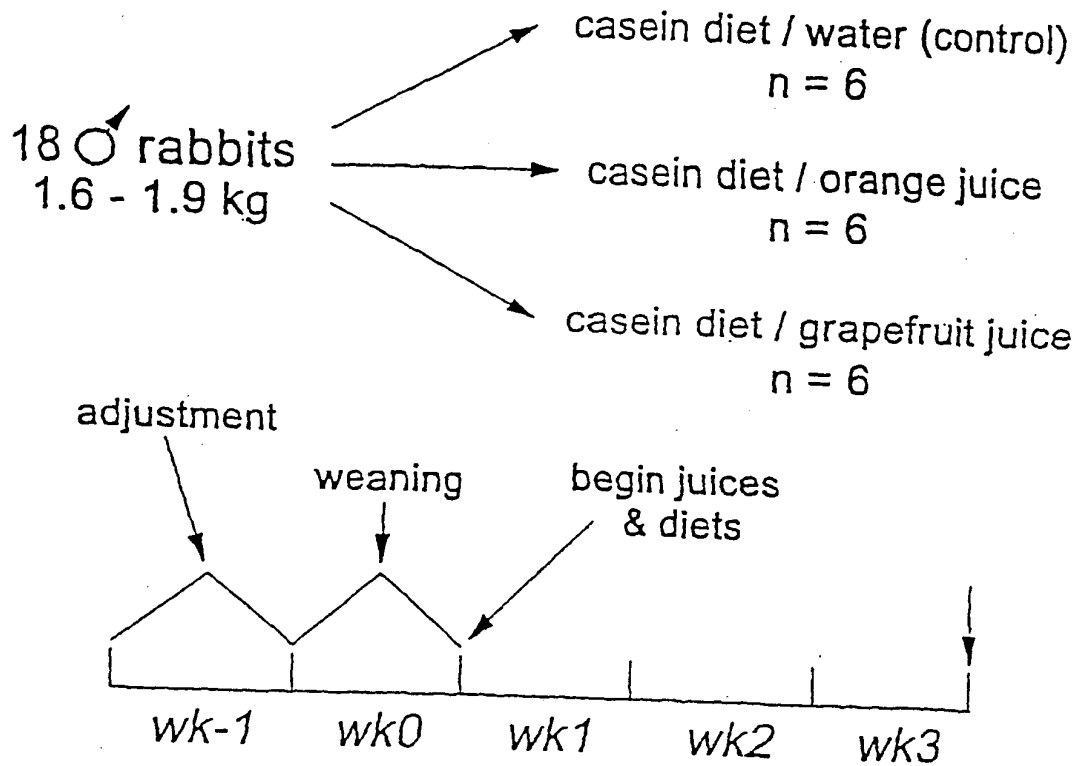 casein diet / water (control)
n = 6
18 ♂ rabbits
1.6 - 1.9 kg
casein diet / orange juice
n = 6
casein diet / grapefruit juice
n = 6
adjustment
weaning
begin juices
& diets
wk-1 wk0 wk1 wk2 wk3